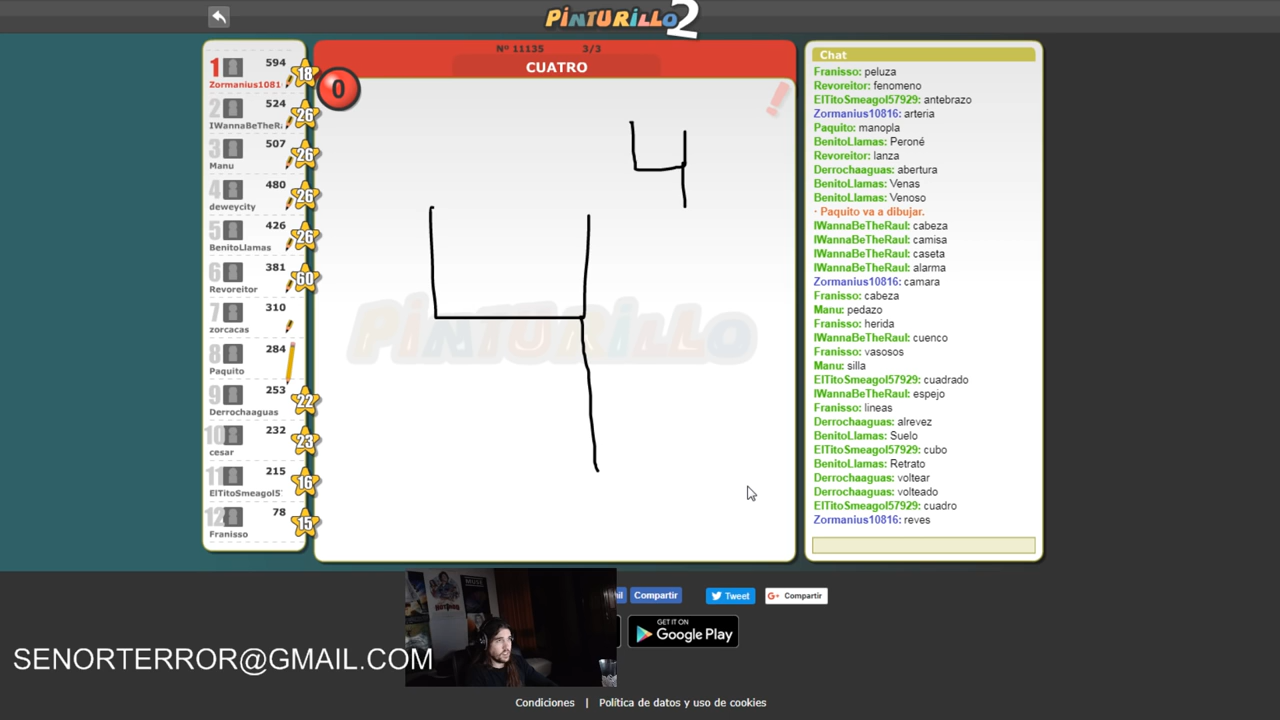 PINTURILLO 2
Nº 11135 3/3
CUATRO
0
4
4
PINTURILLO
1 594 18
Zormanius1081
2 524 26
IWannaBeTheRa
3 507 26
Manu
4 480 26
deweycity
5 426 26
BenitoLlamas
6 381 60
Revoreitor
7 310
zorcacas
8 284
Paquito
9 253 22
Derrochaaguas
10 232 23
cesar
11 215 16
ElTitoSmeagol5
12 78 15
Franisso
Chat
Franisso: peluza
Revoreitor: fenomeno
ElTitoSmeagol57929: antebrazo
Zormanius10816: arteria
Paquito: manopla
BenitoLlamas: Peroné
Revoreitor: lanza
Derrochaaguas: abertura
BenitoLlamas: Venas
BenitoLlamas: Venoso
· Paquito va a dibujar.
IWannaBeTheRaul: cabeza
IWannaBeTheRaul: camisa
IWannaBeTheRaul: caseta
IWannaBeTheRaul: alarma
Zormanius10816: camara
Franisso: cabeza
Manu: pedazo
Franisso: herida
IWannaBeTheRaul: cuenco
Franisso: vasosos
Manu: silla
ElTitoSmeagol57929: cuadrado
IWannaBeTheRaul: espejo
Franisso: lineas
Derrochaaguas: alrevez
BenitoLlamas: Suelo
ElTitoSmeagol57929: cubo
BenitoLlamas: Retrato
Derrochaaguas: voltear
Derrochaaguas: volteado
ElTitoSmeagol57929: cuadro
Zormanius10816: reves
Compartir Tweet G+ Compartir
GET IT ON
Google Play
SENORTERROR@GMAIL.COM
Condiciones | Política de datos y uso de cookies